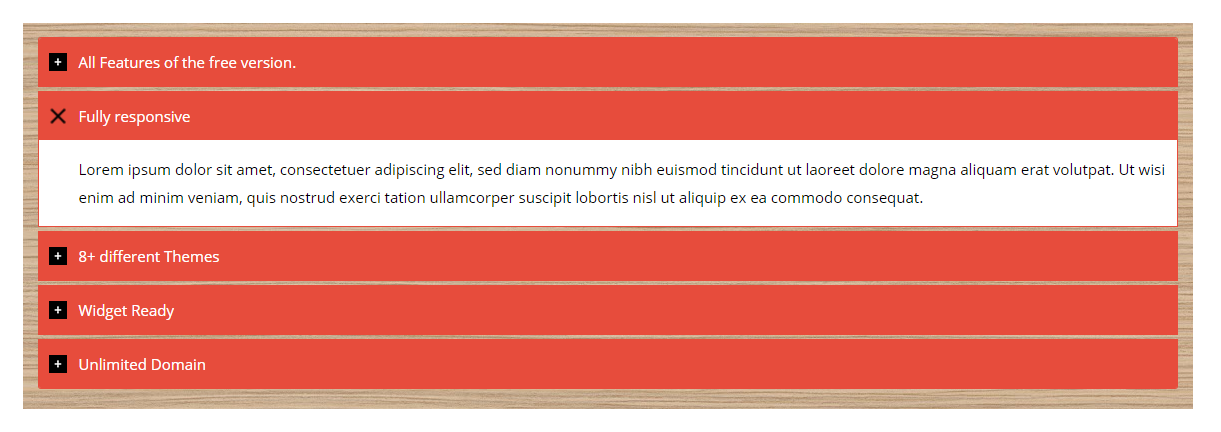 All Features of the free version.
Fully responsive
Lorem ipsum dolor sit amet, consectetuer adipiscing elit, sed diam nonummy nibh euismod tincidunt ut laoreet dolore magna aliquam erat volutpat. Ut wisi
enim ad minim veniam, quis nostrud exerci tation ullamcorper suscipit lobortis nisl ut aliquip ex ea commodo consequat.
8+ different Themes
Widget Ready
Unlimited Domain